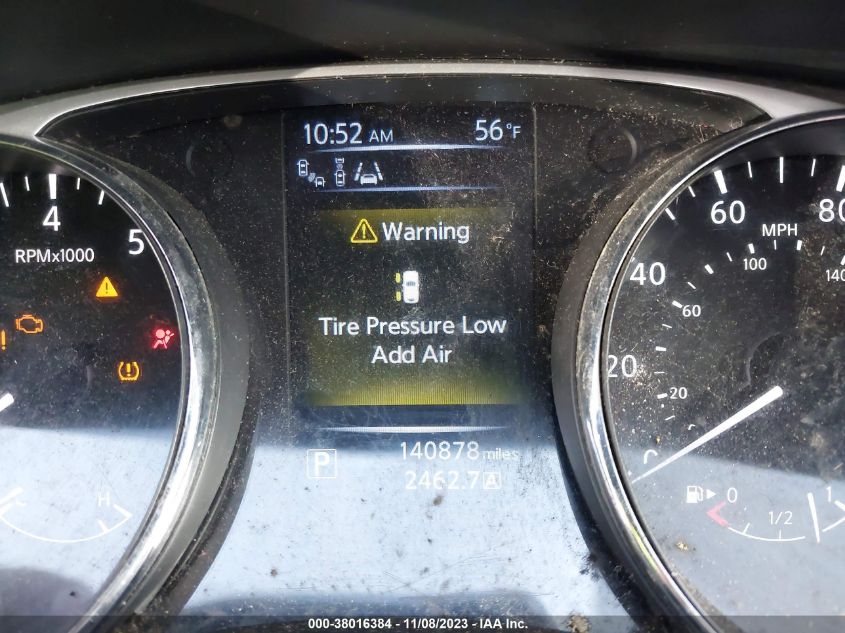 10:52 AM 56°F
Warning
Tire Pressure Low
Add Air
P
140878 miles
2462.7 A
4
5
RPMx1000
C H
60 80
MPH
100 140
40
60
20
20
0
0 1/2 1
000-38016384 - 11/08/2023 - IAA Inc.